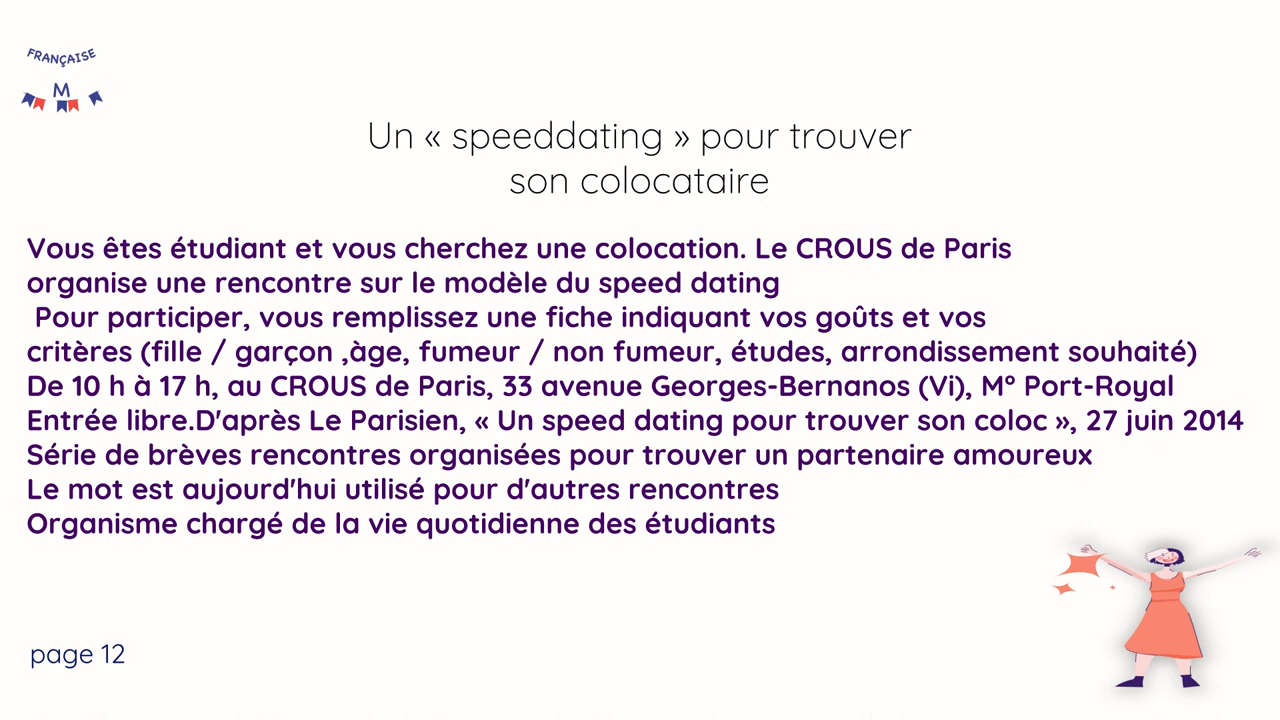 FRANÇAISE
M
Un « speeddating » pour trouver
son colocataire
Vous êtes étudiant et vous cherchez une colocation. Le CROUS de Paris
organise une rencontre sur le modèle du speed dating
Pour participer, vous remplissez une fiche indiquant vos goûts et vos
critères (fille / garçon ,àge, fumeur / non fumeur, études, arrondissement souhaité)
De 10 h à 17 h, au CROUS de Paris, 33 avenue Georges-Bernanos (Vi), M° Port-Royal
Entrée libre.D'après Le Parisien, « Un speed dating pour trouver son coloc », 27 juin 2014
Série de brèves rencontres organisées pour trouver un partenaire amoureux
Le mot est aujourd'hui utilisé pour d'autres rencontres
Organisme chargé de la vie quotidienne des étudiants
page 12